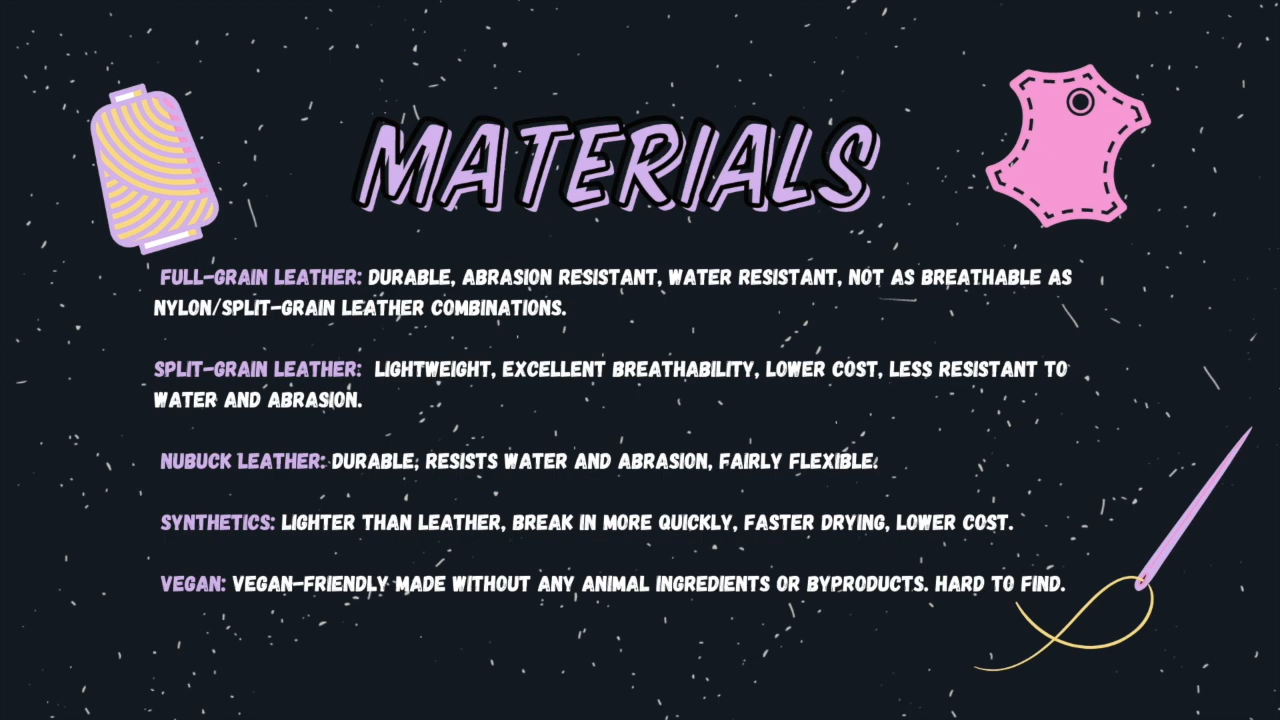 MATERIALS
FULL-GRAIN LEATHER: DURABLE, ABRASION RESISTANT, WATER RESISTANT, NOT AS BREATHABLE AS
NYLON/SPLIT-GRAIN LEATHER COMBINATIONS.
SPLIT-GRAIN LEATHER: LIGHTWEIGHT, EXCELLENT BREATHABILITY, LOWER COST, LESS RESISTANT TO
WATER AND ABRASION.
NUBUCK LEATHER: DURABLE, RESISTS WATER AND ABRASION, FAIRLY FLEXIBLE.
SYNTHETICS: LIGHTER THAN LEATHER, BREAK IN MORE QUICKLY, FASTER DRYING, LOWER COST.
VEGAN: VEGAN-FRIENDLY MADE WITHOUT ANY ANIMAL INGREDIENTS OR BYPRODUCTS. HARD TO FIND.